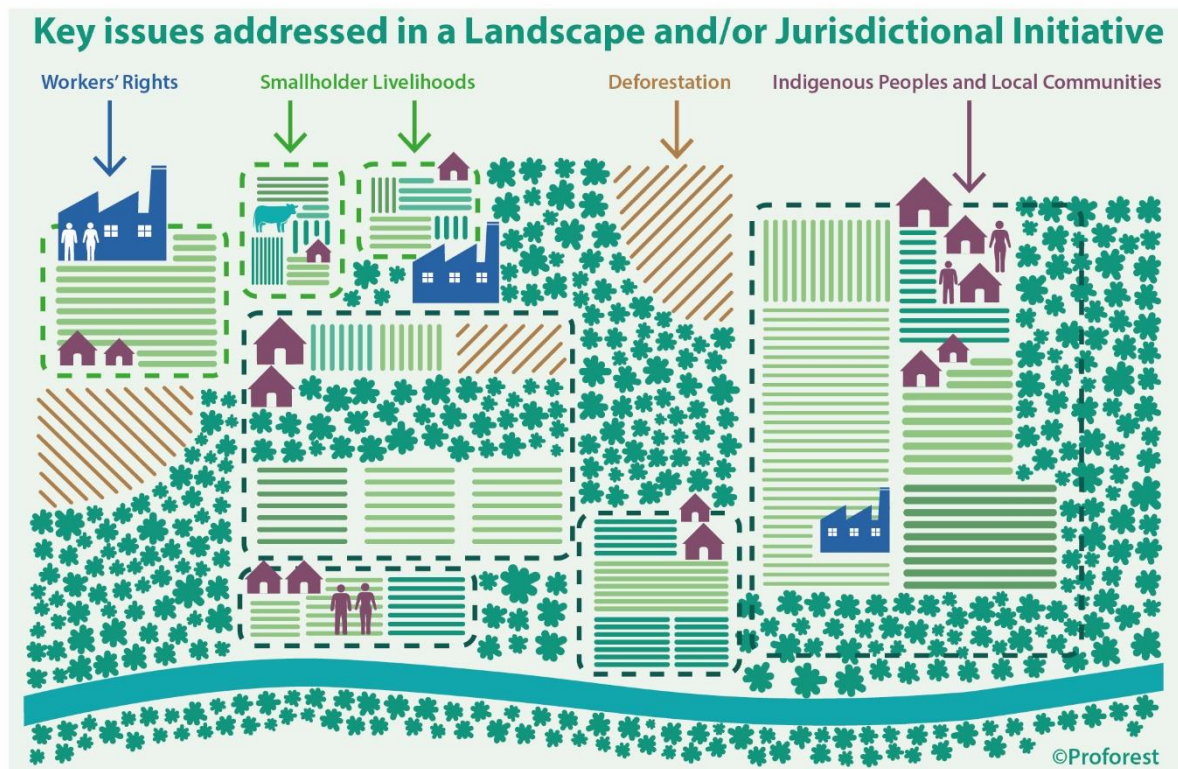 Key issues addressed in a Landscape and/or Jurisdictional Initiative
Workers’ Rights
Smallholder Livelihoods
Deforestation
Indigenous Peoples and Local Communities
©Proforest